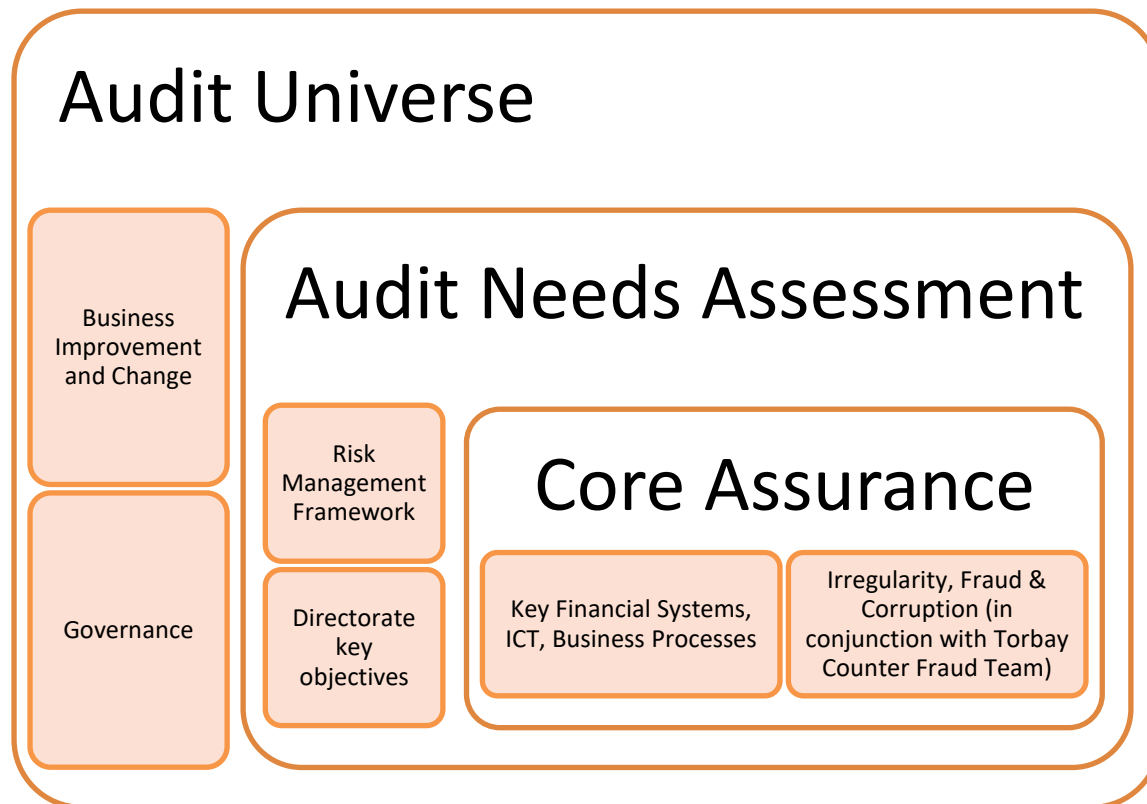 Audit Universe
Business
Improvement
and Change
Governance
Audit Needs Assessment
Risk
Management
Framework
Directorate
key
objectives
Core Assurance
Key Financial Systems,
ICT, Business Processes
Irregularity, Fraud &
Corruption (in
conjunction with Torbay
Counter Fraud Team)